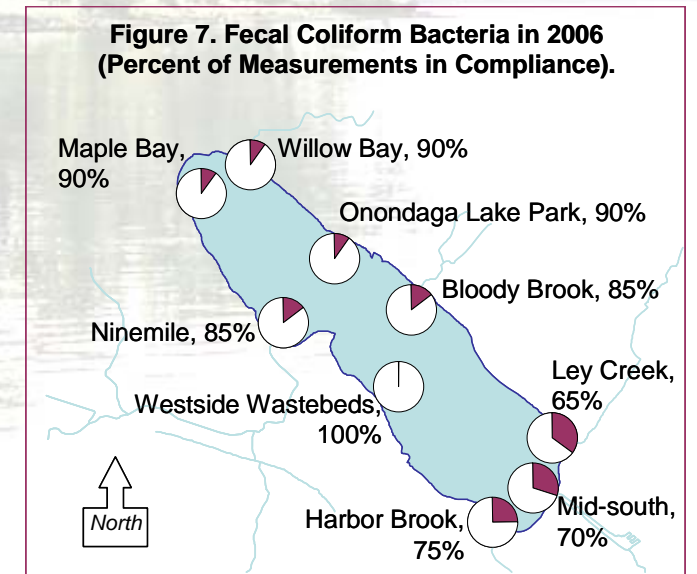 Figure 7. Fecal Coliform Bacteria in 2006
(Percent of Measurements in Compliance).
Maple Bay,
90%
Willow Bay, 90%
Onondaga Lake Park, 90%
Bloody Brook, 85%
Ninemile, 85%
Ley Creek,
65%
Westside Wastebeds,
100%
North
Harbor Brook,
75%
Mid-south,
70%